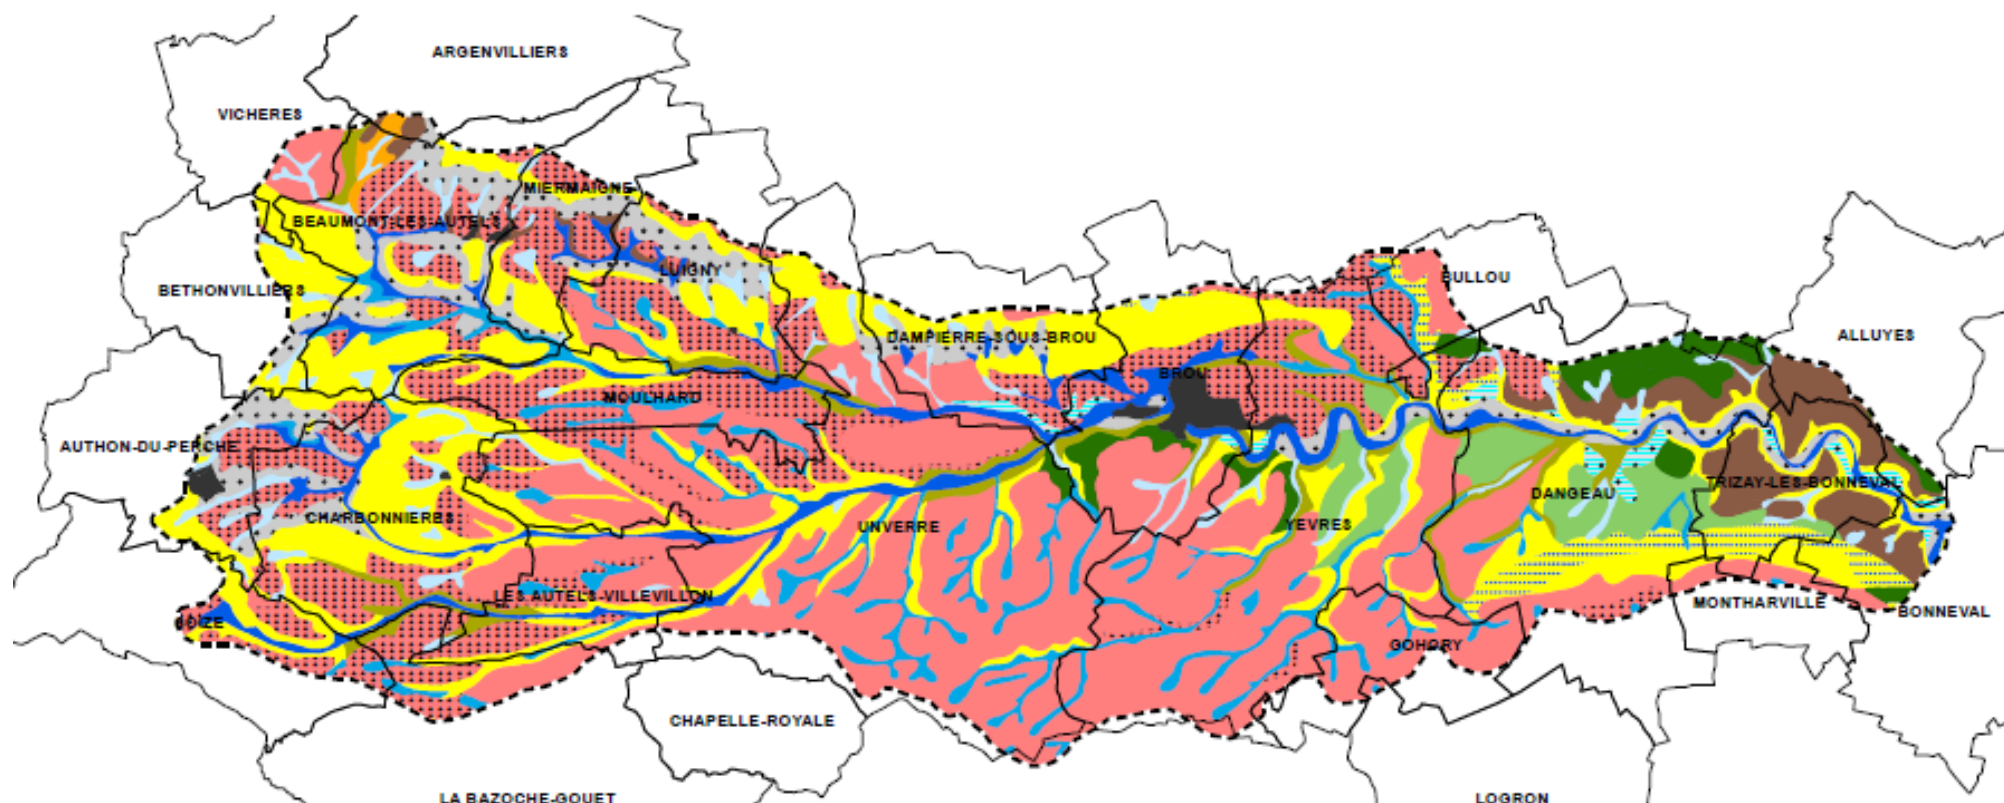 ARGENVILLIERS
VICHERES
MIERMAIGNE
BEAUMONT-LES-AUTELS
LUIGNY
BULLOU
BETHONVILLIERS
DAMPIERRE-SOUS-BROU
ALLUYES
BROU
MOULHARD
AUTHON-DU-PERCHE
TRIZAY-LES-BONNEVAL
DANGEAU
CHARBONNIERES
UNVERRE
YEVRES
LES AUTELS-VILLEVILLON
MONTHARVILLE
BONNEVAL
SOIZE
GOHORY
CHAPELLE-ROYALE
LA BAZOCHE-GOUET
LOGRON